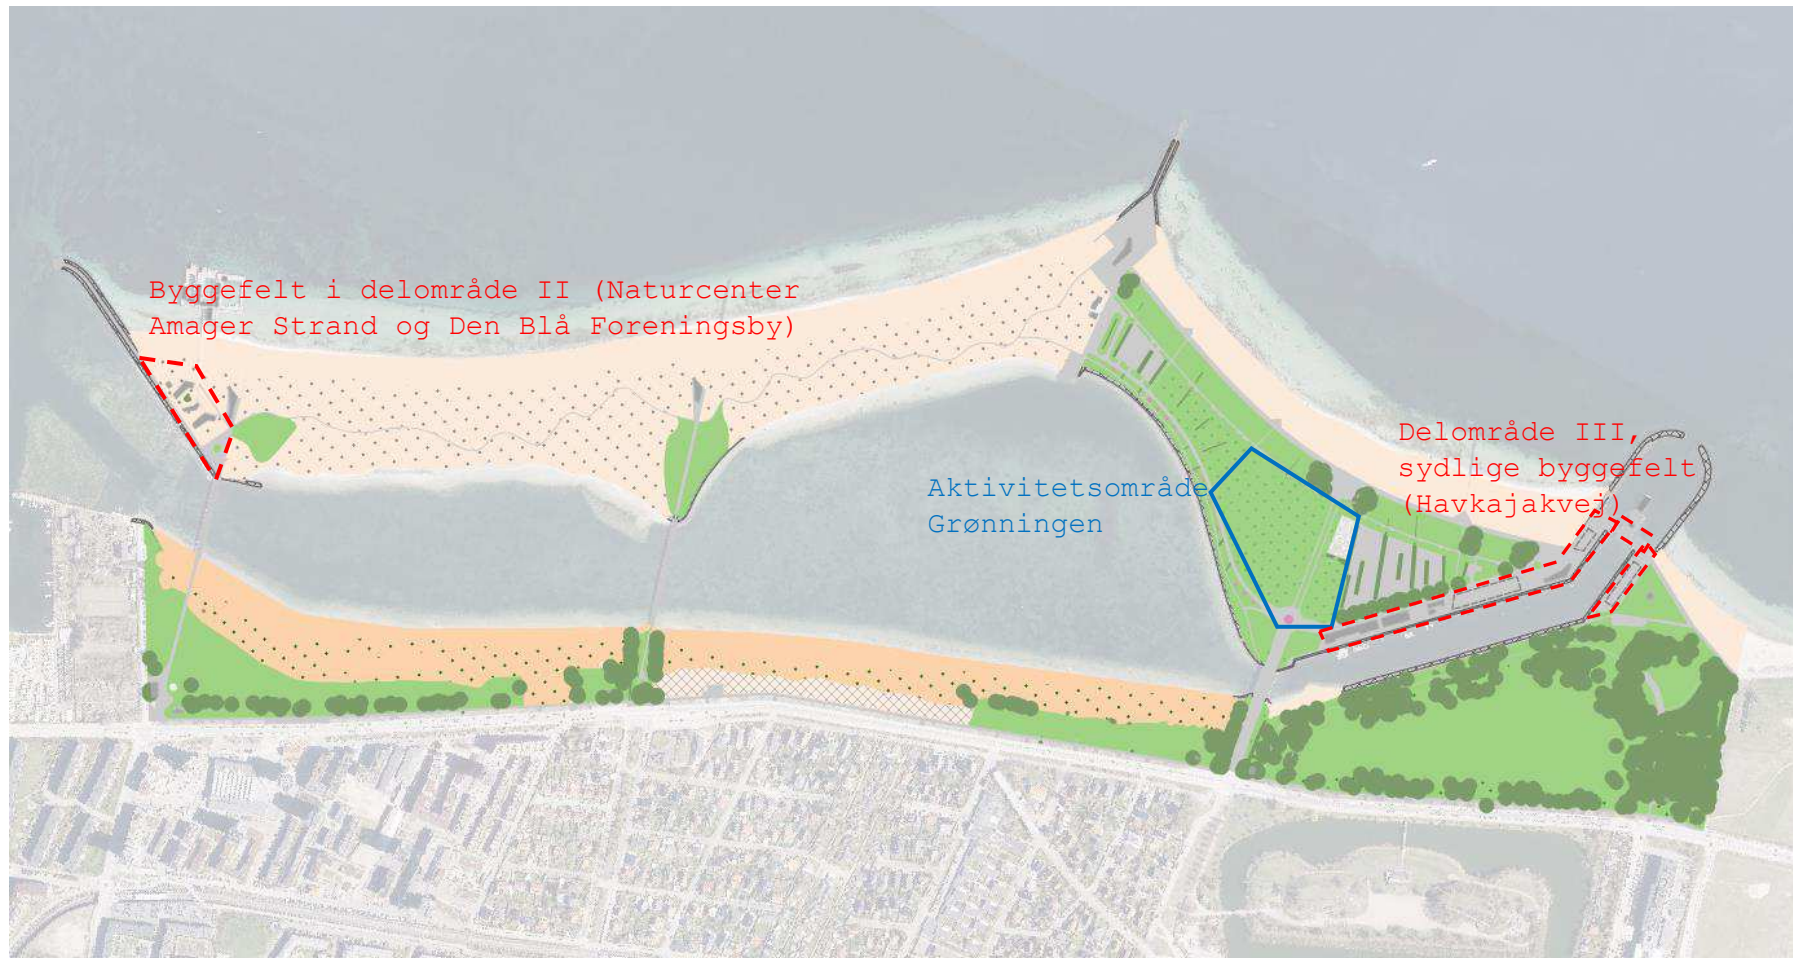 Byggefelt i delområde II (Naturcenter
Amager Strand og Den Blå Foreningsby)
Delområde III,
sydlige byggefelt
(Havkajakvej)
Aktivitetsområde
Grønningen